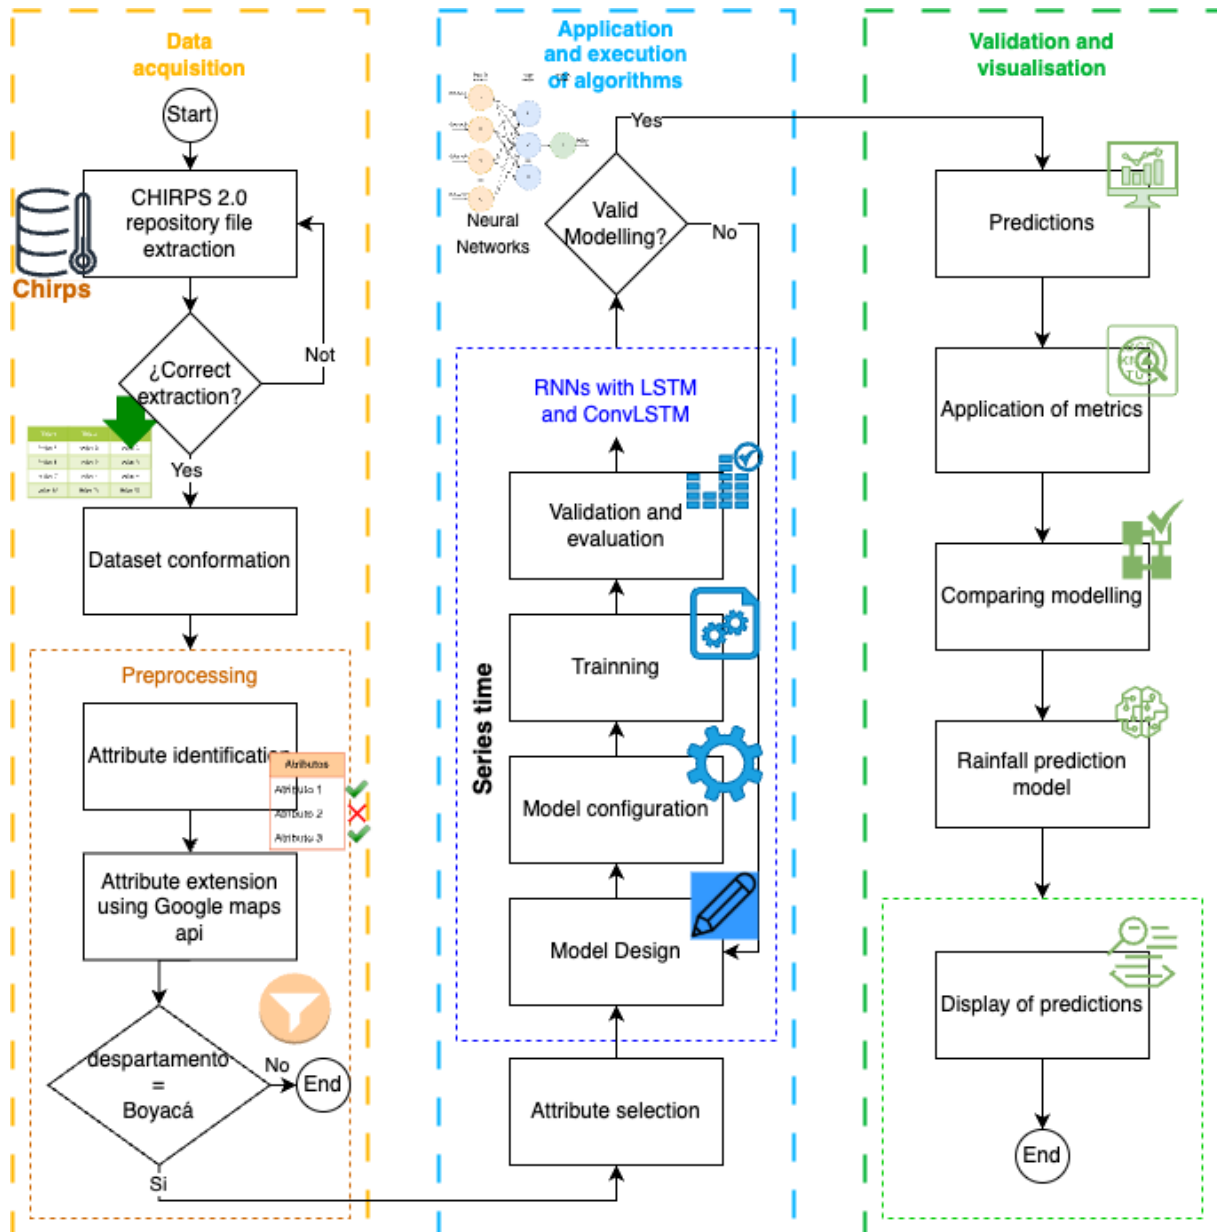 Data
acquisition
Start
CHIRPS 2.0
repository file
extraction
Chirps
¿Correct
extraction?
Not
Yes
Dataset conformation
Preprocessing
Attribute identification
Atributos
Atributo 1
Atributo 2
Atributo 3
Attribute extension
using Google maps
api
despartamento
=
Boyacá
No
End
Si
Application
and execution
of algorithms
Neural
Networks
Yes
Valid
Modelling?
No
RNNs with LSTM
and ConvLSTM
Validation and
evaluation
Trainning
Series time
Model configuration
Model Design
Attribute selection
Validation and
visualisation
Predictions
Application of metrics
Comparing modelling
Rainfall prediction
model
Display of predictions
End